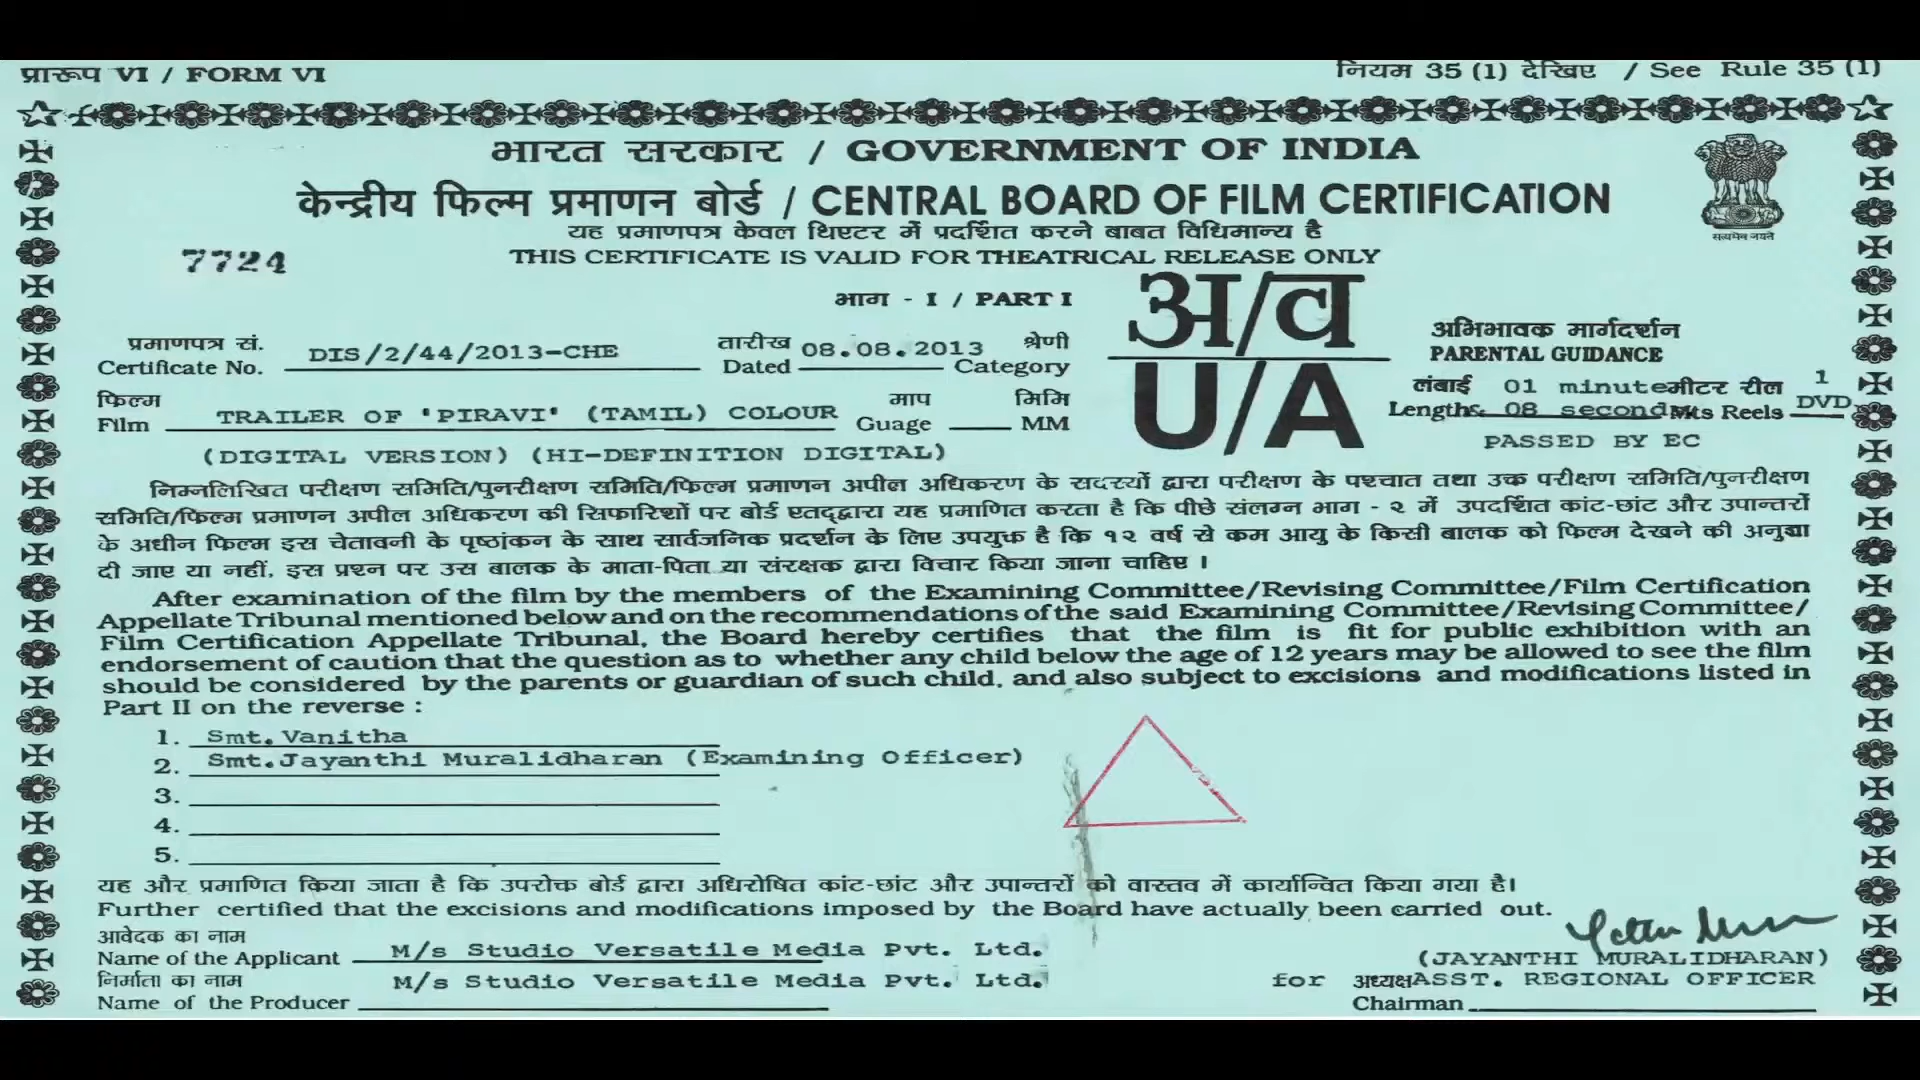 प्रारूप VI / FORM VI
नियम 35 (1) देखिए / See Rule 35 (1)
भारत सरकार / GOVERNMENT OF INDIA
केन्द्रीय फिल्म प्रमाणन बोर्ड / CENTRAL BOARD OF FILM CERTIFICATION
सत्यमेव जयते
यह प्रमाणपत्र केवल थिएटर में प्रदर्शित करने बाबत विधिमान्य है
7724
THIS CERTIFICATE IS VALID FOR THEATRICAL RELEASE ONLY
भाग - I / PART I
अ/व
U/A
अभिभावक मार्गदर्शन
PARENTAL GUIDANCE
प्रमाणपत्र सं. तारीख श्रेणी
Certificate No. DIS/2/44/2013-CHE Dated 08.08.2013 Category
लंबाई 01 minute मीटर रील 1
Length & 08 seconds Mts Reels DVD
फिल्म माप मिमि
Film TRAILER OF 'PIRAVI' (TAMIL) COLOUR Guage MM
PASSED BY EC
(DIGITAL VERSION) (HI-DEFINITION DIGITAL)
निम्नलिखित परीक्षण समिति/पुनरीक्षण समिति/फिल्म प्रमाणन अपील अधिकरण के सदस्यों द्वारा परीक्षण के पश्चात तथा उक्त परीक्षण समिति/पुनरीक्षण
समिति/फिल्म प्रमाणन अपील अधिकरण की सिफारिशों पर बोर्ड एतद्द्वारा यह प्रमाणित करता है कि पीछे संलग्न भाग - २ में उपदर्शित कांट-छांट और उपान्तरों
के अधीन फिल्म इस चेतावनी के पृष्ठांकन के साथ सार्वजनिक प्रदर्शन के लिए उपयुक्त है कि १२ वर्ष से कम आयु के किसी बालक को फिल्म देखने की अनुज्ञा
दी जाए या नहीं, इस प्रश्न पर उस बालक के माता-पिता या संरक्षक द्वारा विचार किया जाना चाहिए ।
After examination of the film by the members of the Examining Committee/Revising Committee/Film Certification
Appellate Tribunal mentioned below and on the recommendations of the said Examining Committee/Revising Committee/
Film Certification Appellate Tribunal, the Board hereby certifies that the film is fit for public exhibition with an
endorsement of caution that the question as to whether any child below the age of 12 years may be allowed to see the film
should be considered by the parents or guardian of such child, and also subject to excisions and modifications listed in
Part II on the reverse :
1. Smt.Vanitha
2. Smt.Jayanthi Muralidharan (Examining Officer)
3.
4.
5.
यह और प्रमाणित किया जाता है कि उपरोक्त बोर्ड द्वारा अधिरोषित कांट-छांट और उपान्तरों को वास्तव में कार्यान्वित किया गया है।
Further certified that the excisions and modifications imposed by the Board have actually been carried out.
आवेदक का नाम
Name of the Applicant M/s Studio Versatile Media Pvt. Ltd.
(JAYANTHI MURALIDHARAN)
निर्माता का नाम M/s Studio Versatile Media Pvt. Ltd.
for अध्यक्ष ASST. REGIONAL OFFICER
Name of the Producer
Chairman